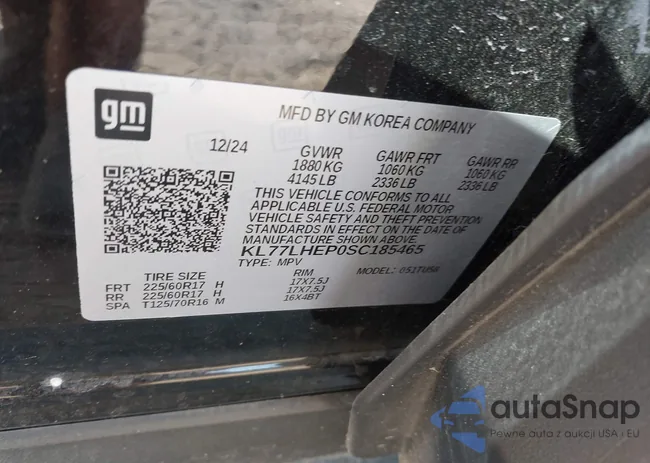 gm
MFD BY GM KOREA COMPANY
12/24 GVWR GAWR FRT GAWR RR
1880 KG 1060 KG 1060 KG
4145 LB 2336 LB 2336 LB
THIS VEHICLE CONFORMS TO ALL
APPLICABLE U.S. FEDERAL MOTOR
VEHICLE SAFETY AND THEFT PREVENTION
STANDARDS IN EFFECT ON THE DATE OF
MANUFACTURE SHOWN ABOVE.
KL77LHEP0SC185465
TYPE: MPV MODEL: 051TU56
TIRE SIZE RIM
FRT 225/60R17 H 17X7.5J
RR 225/60R17 H 17X7.5J
SPA T125/70R16 M 16X4BT
autaSnap
Pewne auta z aukcji USA i EU